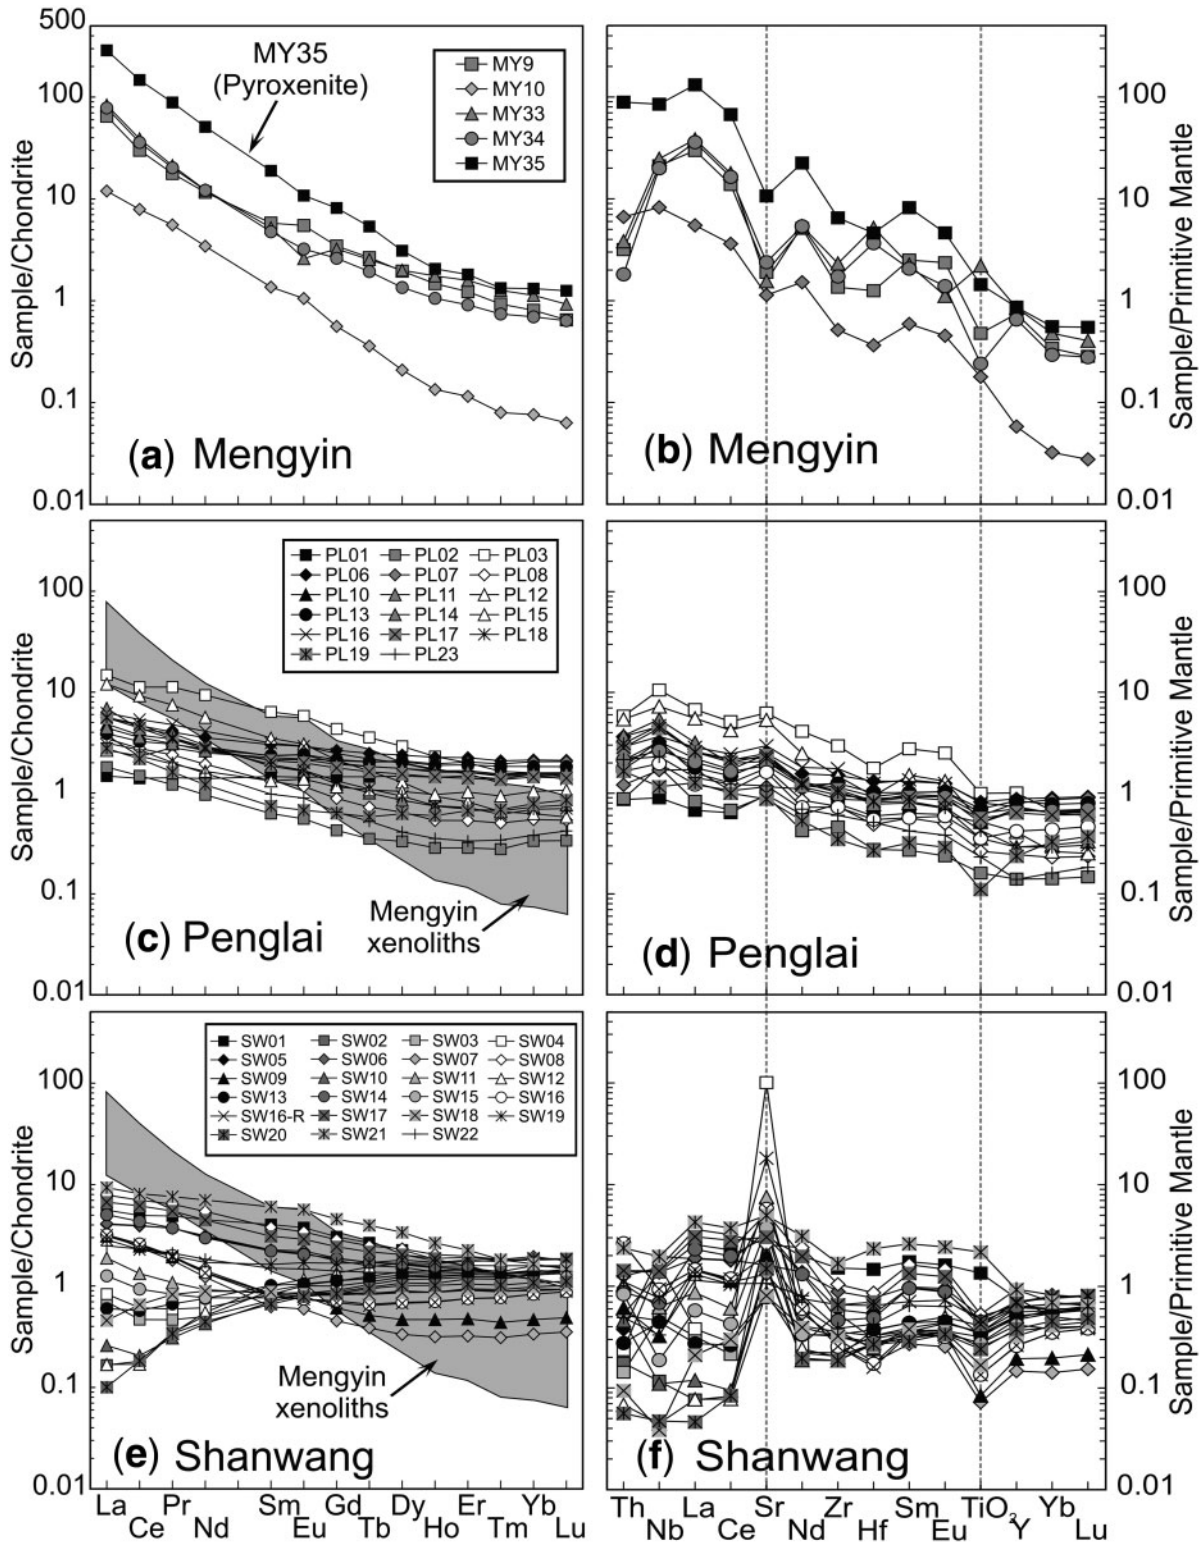 500
100
10
1
0.1
0.01
Sample/Chondrite
MY35
(Pyroxenite)
MY9
MY10
MY33
MY34
MY35
(a) Mengyin
100
10
1
0.1
0.01
Sample/Primitive Mantle
(b) Mengyin
100
10
1
0.1
0.01
Sample/Chondrite
PL01 PL02 PL03
PL06 PL07 PL08
PL10 PL11 PL12
PL13 PL14 PL15
PL16 PL17 PL18
PL19 PL23
Mengyin
xenoliths
(c) Penglai
100
10
1
0.1
0.01
Sample/Primitive Mantle
(d) Penglai
100
10
1
0.1
0.01
Sample/Chondrite
SW01 SW02 SW03 SW04
SW05 SW06 SW07 SW08
SW09 SW10 SW11 SW12
SW13 SW14 SW15 SW16
SW16-R SW17 SW18 SW19
SW20 SW21 SW22
Mengyin
xenoliths
(e) Shanwang
La Ce Pr Nd Sm Eu Gd Tb Dy Ho Er Tm Yb Lu
100
10
1
0.1
0.01
Sample/Primitive Mantle
(f) Shanwang
Th Nb La Ce Sr Nd Zr Hf Sm Eu TiO2 Y Yb Lu